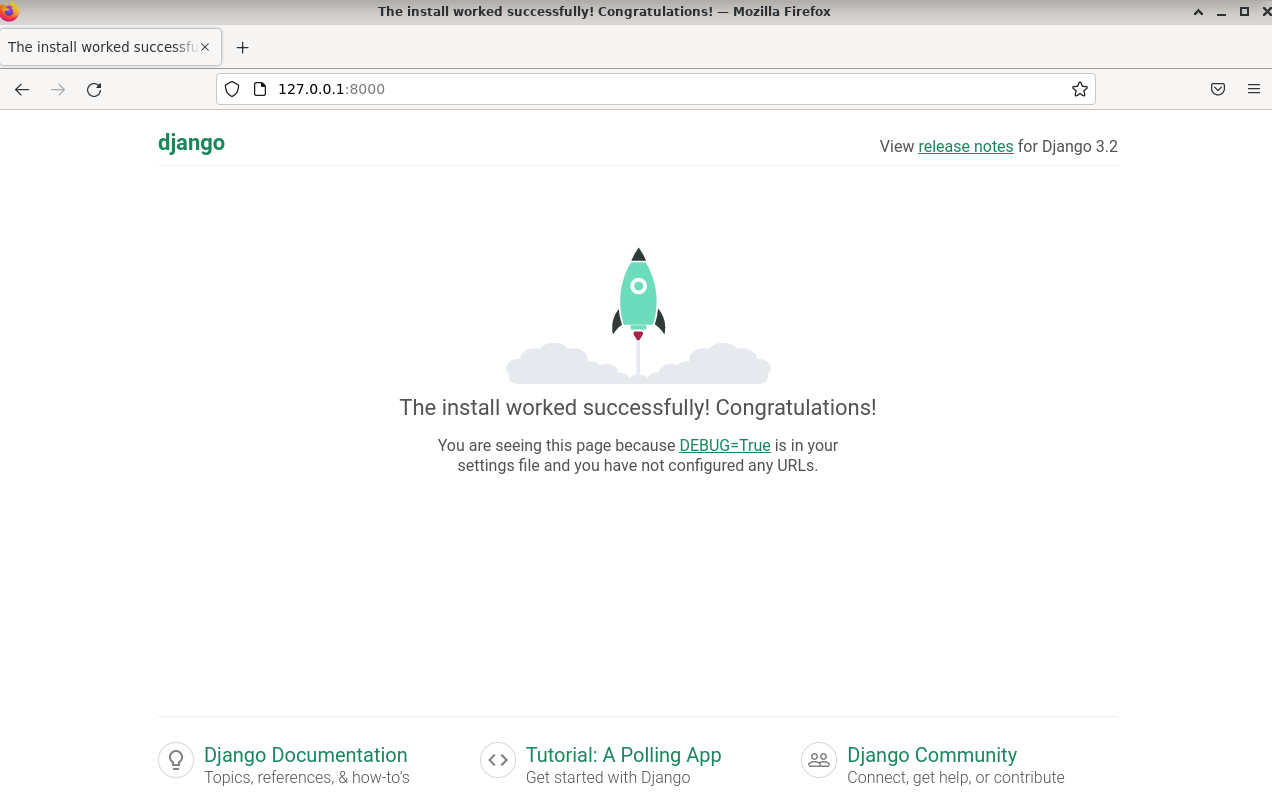 The install worked successfully! Congratulations! — Mozilla Firefox
The install worked successfu
127.0.0.1:8000
django
View release notes for Django 3.2
The install worked successfully! Congratulations!
You are seeing this page because DEBUG=True is in your
settings file and you have not configured any URLs.
Django Documentation
Topics, references, & how-to’s
Tutorial: A Polling App
Get started with Django
Django Community
Connect, get help, or contribute